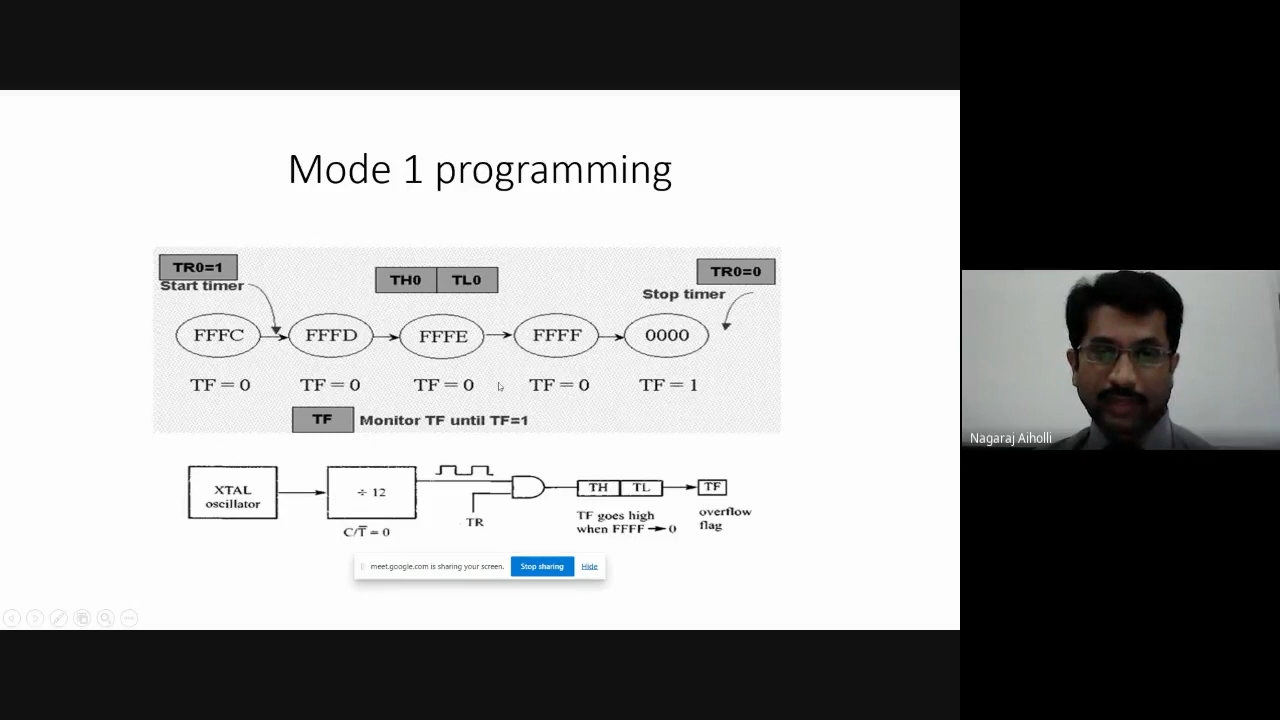 Mode 1 programming
TR0=1
Start timer
TH0 TL0
TR0=0
Stop timer
FFFC FFFD FFFE FFFF 0000
TF = 0 TF = 0 TF = 0 TF = 0 TF = 1
TF Monitor TF until TF=1
XTAL
oscillator
÷ 12
C/T̅ = 0
TR
TH TL TF
TF goes high
when FFFF → 0
overflow
flag
meet.google.com is sharing your screen. Stop sharing Hide
Nagaraj Aiholli